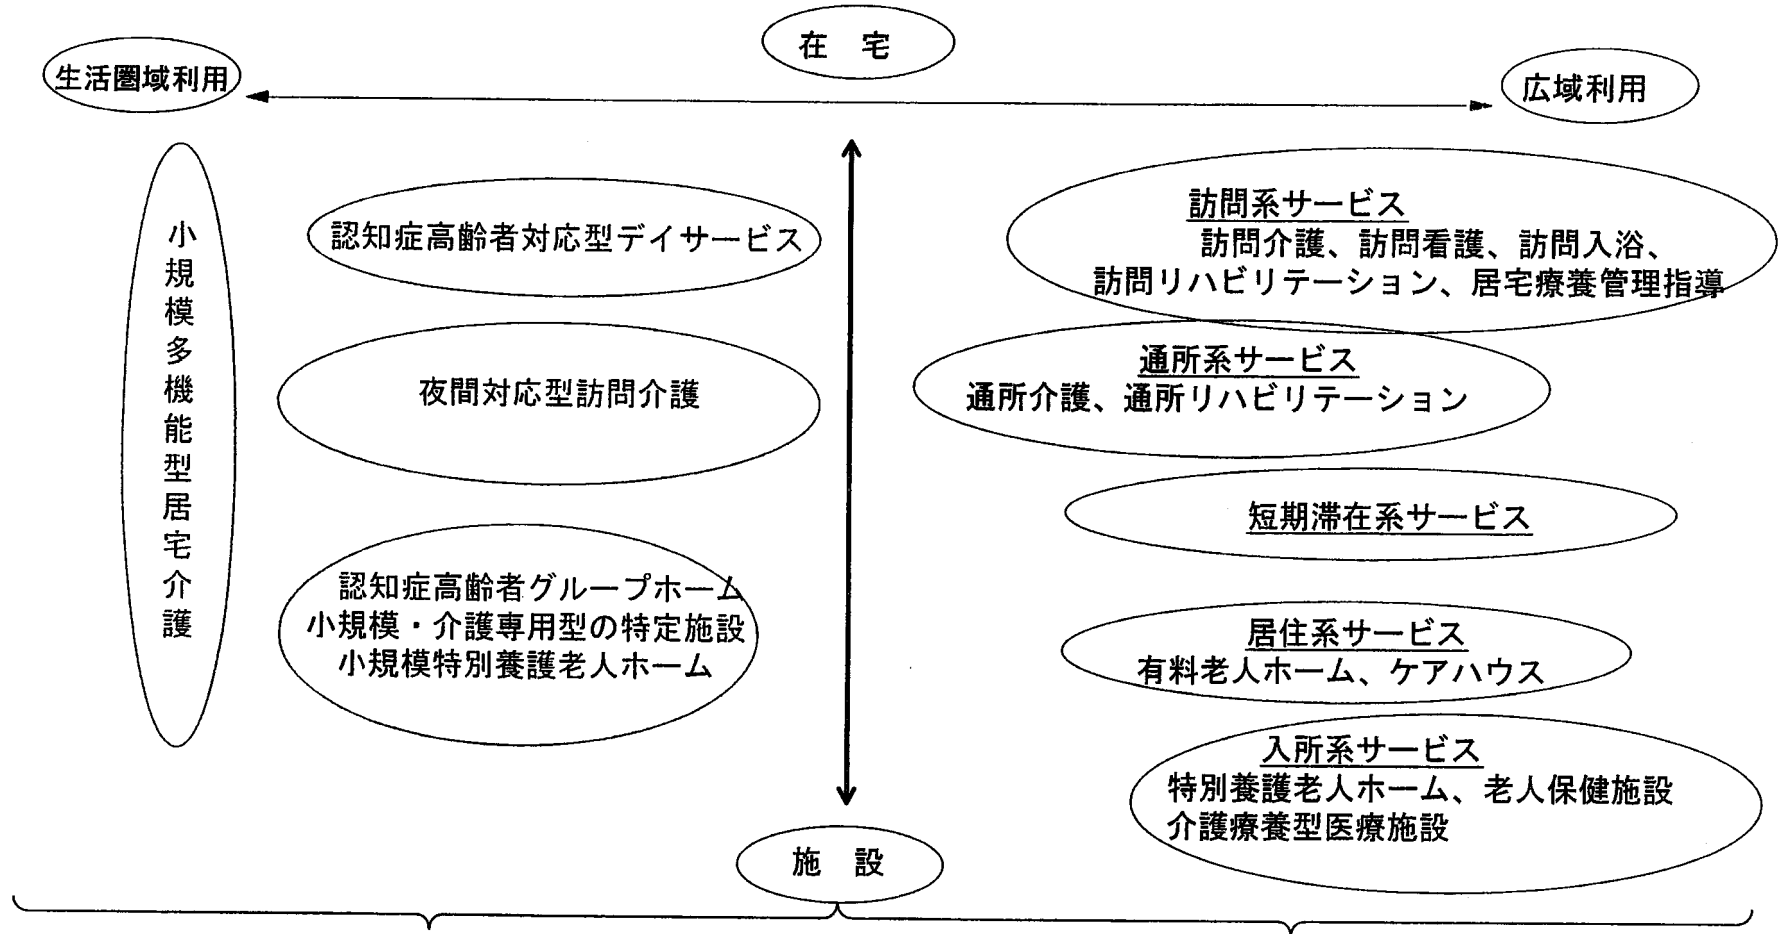 在　宅
生活圏域利用
広域利用
小規模多機能型居宅介護
認知症高齢者対応型デイサービス
夜間対応型訪問介護
認知症高齢者グループホーム
小規模・介護専用型の特定施設
小規模特別養護老人ホーム
訪問系サービス
訪問介護、訪問看護、訪問入浴、
訪問リハビリテーション、居宅療養管理指導
通所系サービス
通所介護、通所リハビリテーション
短期滞在系サービス
居住系サービス
有料老人ホーム、ケアハウス
入所系サービス
特別養護老人ホーム、老人保健施設
介護療養型医療施設
施　設